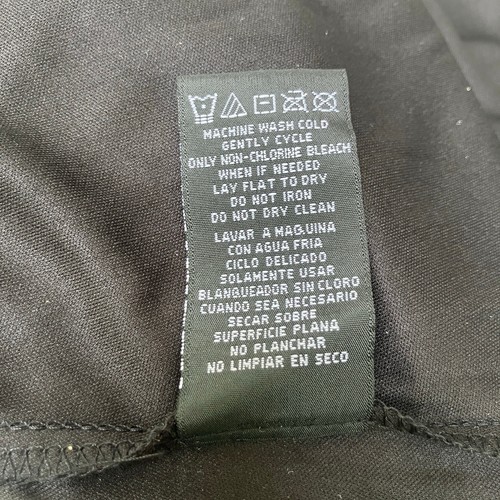 MACHINE WASH COLD
GENTLY CYCLE
ONLY NON-CHLORINE BLEACH
WHEN IF NEEDED
LAY FLAT TO DRY
DO NOT IRON
DO NOT DRY CLEAN
LAVAR A MAQUINA
CON AGUA FRIA
CICLO DELICADO
SOLAMENTE USAR
BLANQUEADOR SIN CLORO
CUANDO SEA NECESARIO
SECAR SOBRE
SUPERFICIE PLANA
NO PLANCHAR
NO LIMPIAR EN SECO